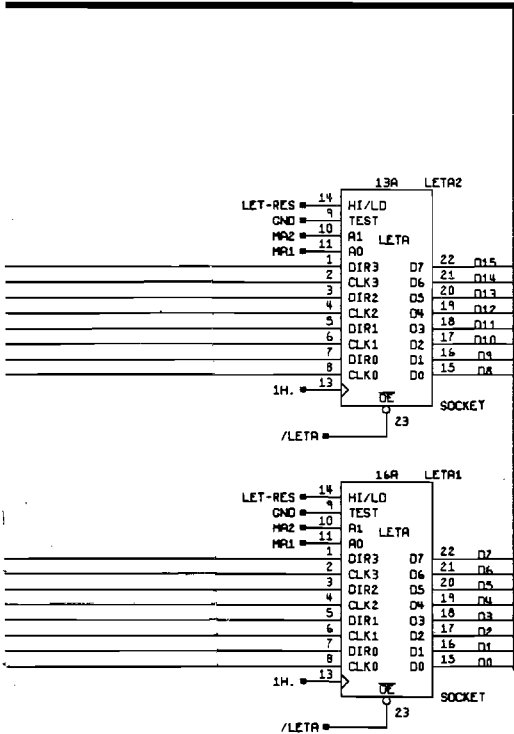 13A LETA2
LET-RES 14 HI/LO
GND 9 TEST
MA2 10 A1 LETA
MA1 11 A0
1 DIR3 D7 22 D15
2 CLK3 D6 21 D14
3 DIR2 D5 20 D13
4 CLK2 D4 19 D12
5 DIR1 D3 18 D11
6 CLK1 D2 17 D10
7 DIR0 D1 16 D9
8 CLK0 D0 15 D8
1H. 13 OE SOCKET
23
/LETA
16A LETA1
LET-RES 14 HI/LO
GND 9 TEST
MA2 10 A1 LETA
MA1 11 A0
1 DIR3 D7 22 D7
2 CLK3 D6 21 D6
3 DIR2 D5 20 D5
4 CLK2 D4 19 D4
5 DIR1 D3 18 D3
6 CLK1 D2 17 D2
7 DIR0 D1 16 D1
8 CLK0 D0 15 D0
1H. 13 OE SOCKET
23
/LETA